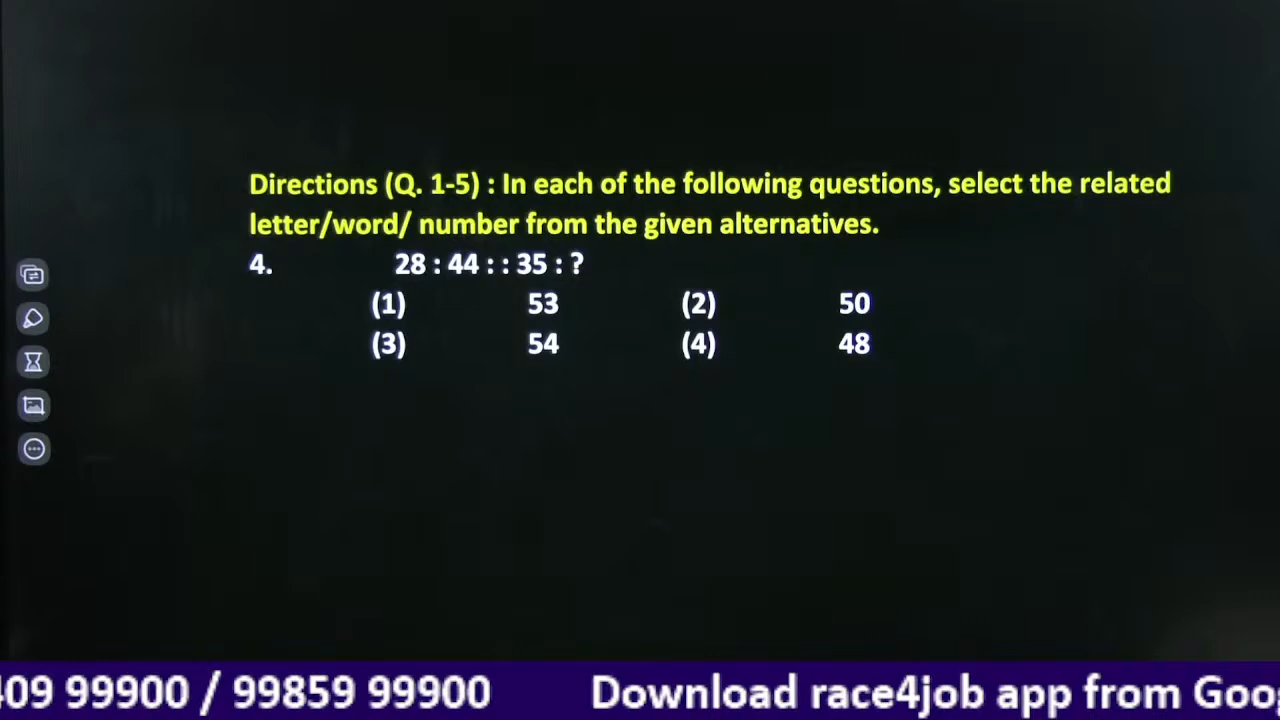 Directions (Q. 1-5) : In each of the following questions, select the related
letter/word/ number from the given alternatives.
4. 28 : 44 : : 35 : ?
(1) 53 (2) 50
(3) 54 (4) 48
409 99900 / 99859 99900 Download race4job app from Goog